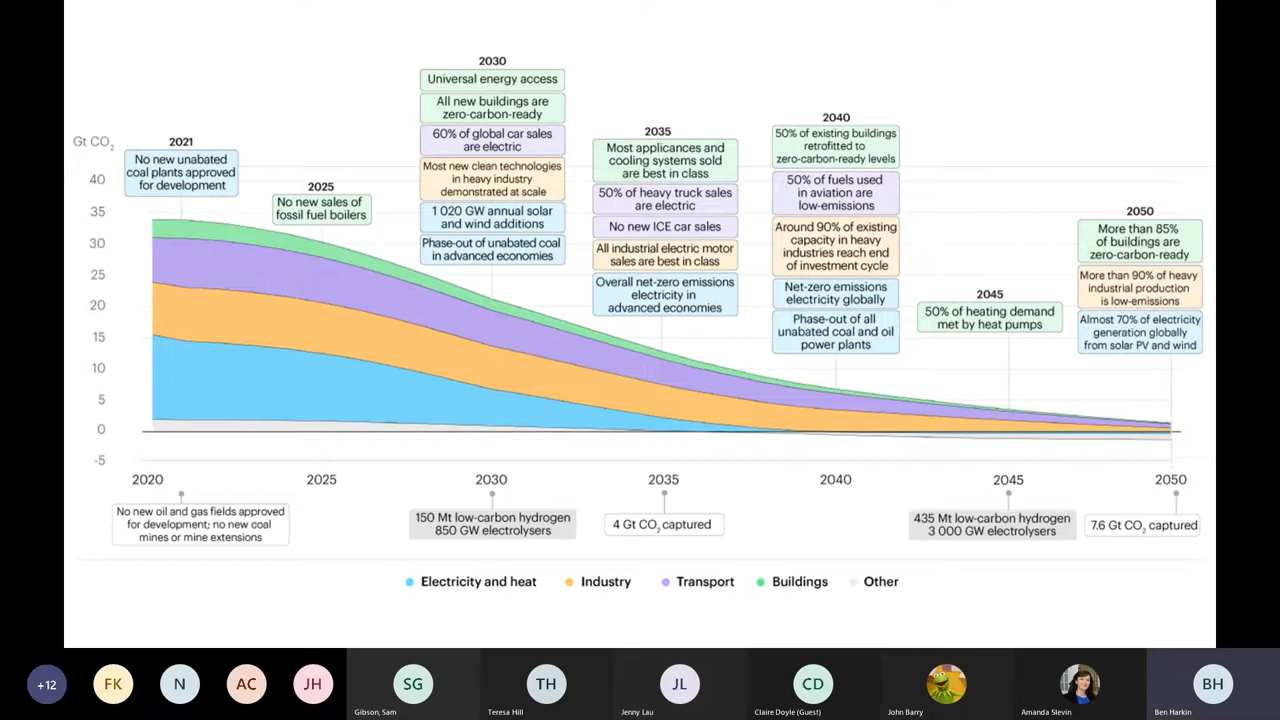 2030
Universal energy access
All new buildings are
zero-carbon-ready
60% of global car sales
are electric
Most new clean technologies
in heavy industry
demonstrated at scale
1 020 GW annual solar
and wind additions
Phase-out of unabated coal
in advanced economies
2040
50% of existing buildings
retrofitted to
zero-carbon-ready levels
50% of fuels used
in aviation are
low-emissions
Around 90% of existing
capacity in heavy
industries reach end
of investment cycle
Net-zero emissions
electricity globally
Phase-out of all
unabated coal and oil
power plants
2035
Most applicances and
cooling systems sold
are best in class
50% of heavy truck sales
are electric
No new ICE car sales
All industrial electric motor
sales are best in class
Overall net-zero emissions
electricity in
advanced economies
Gt CO2
2021
No new unabated
coal plants approved
for development
2025
No new sales of
fossil fuel boilers
2050
More than 85%
of buildings are
zero-carbon-ready
More than 90% of heavy
industrial production
is low-emissions
Almost 70% of electricity
generation globally
from solar PV and wind
2045
50% of heating demand
met by heat pumps
40
35
30
25
20
15
10
5
0
-5
2020 2025 2030 2035 2040 2045 2050
No new oil and gas fields approved
for development; no new coal
mines or mine extensions
150 Mt low-carbon hydrogen
850 GW electrolysers
4 Gt CO2 captured
435 Mt low-carbon hydrogen
3 000 GW electrolysers
7.6 Gt CO2 captured
Electricity and heat Industry Transport Buildings Other
+12 FK N AC JH SG TH JL CD BH
Gibson, Sam Teresa Hill Jenny Lau Claire Doyle (Guest) John Barry Amanda Slevin Ben Harkin